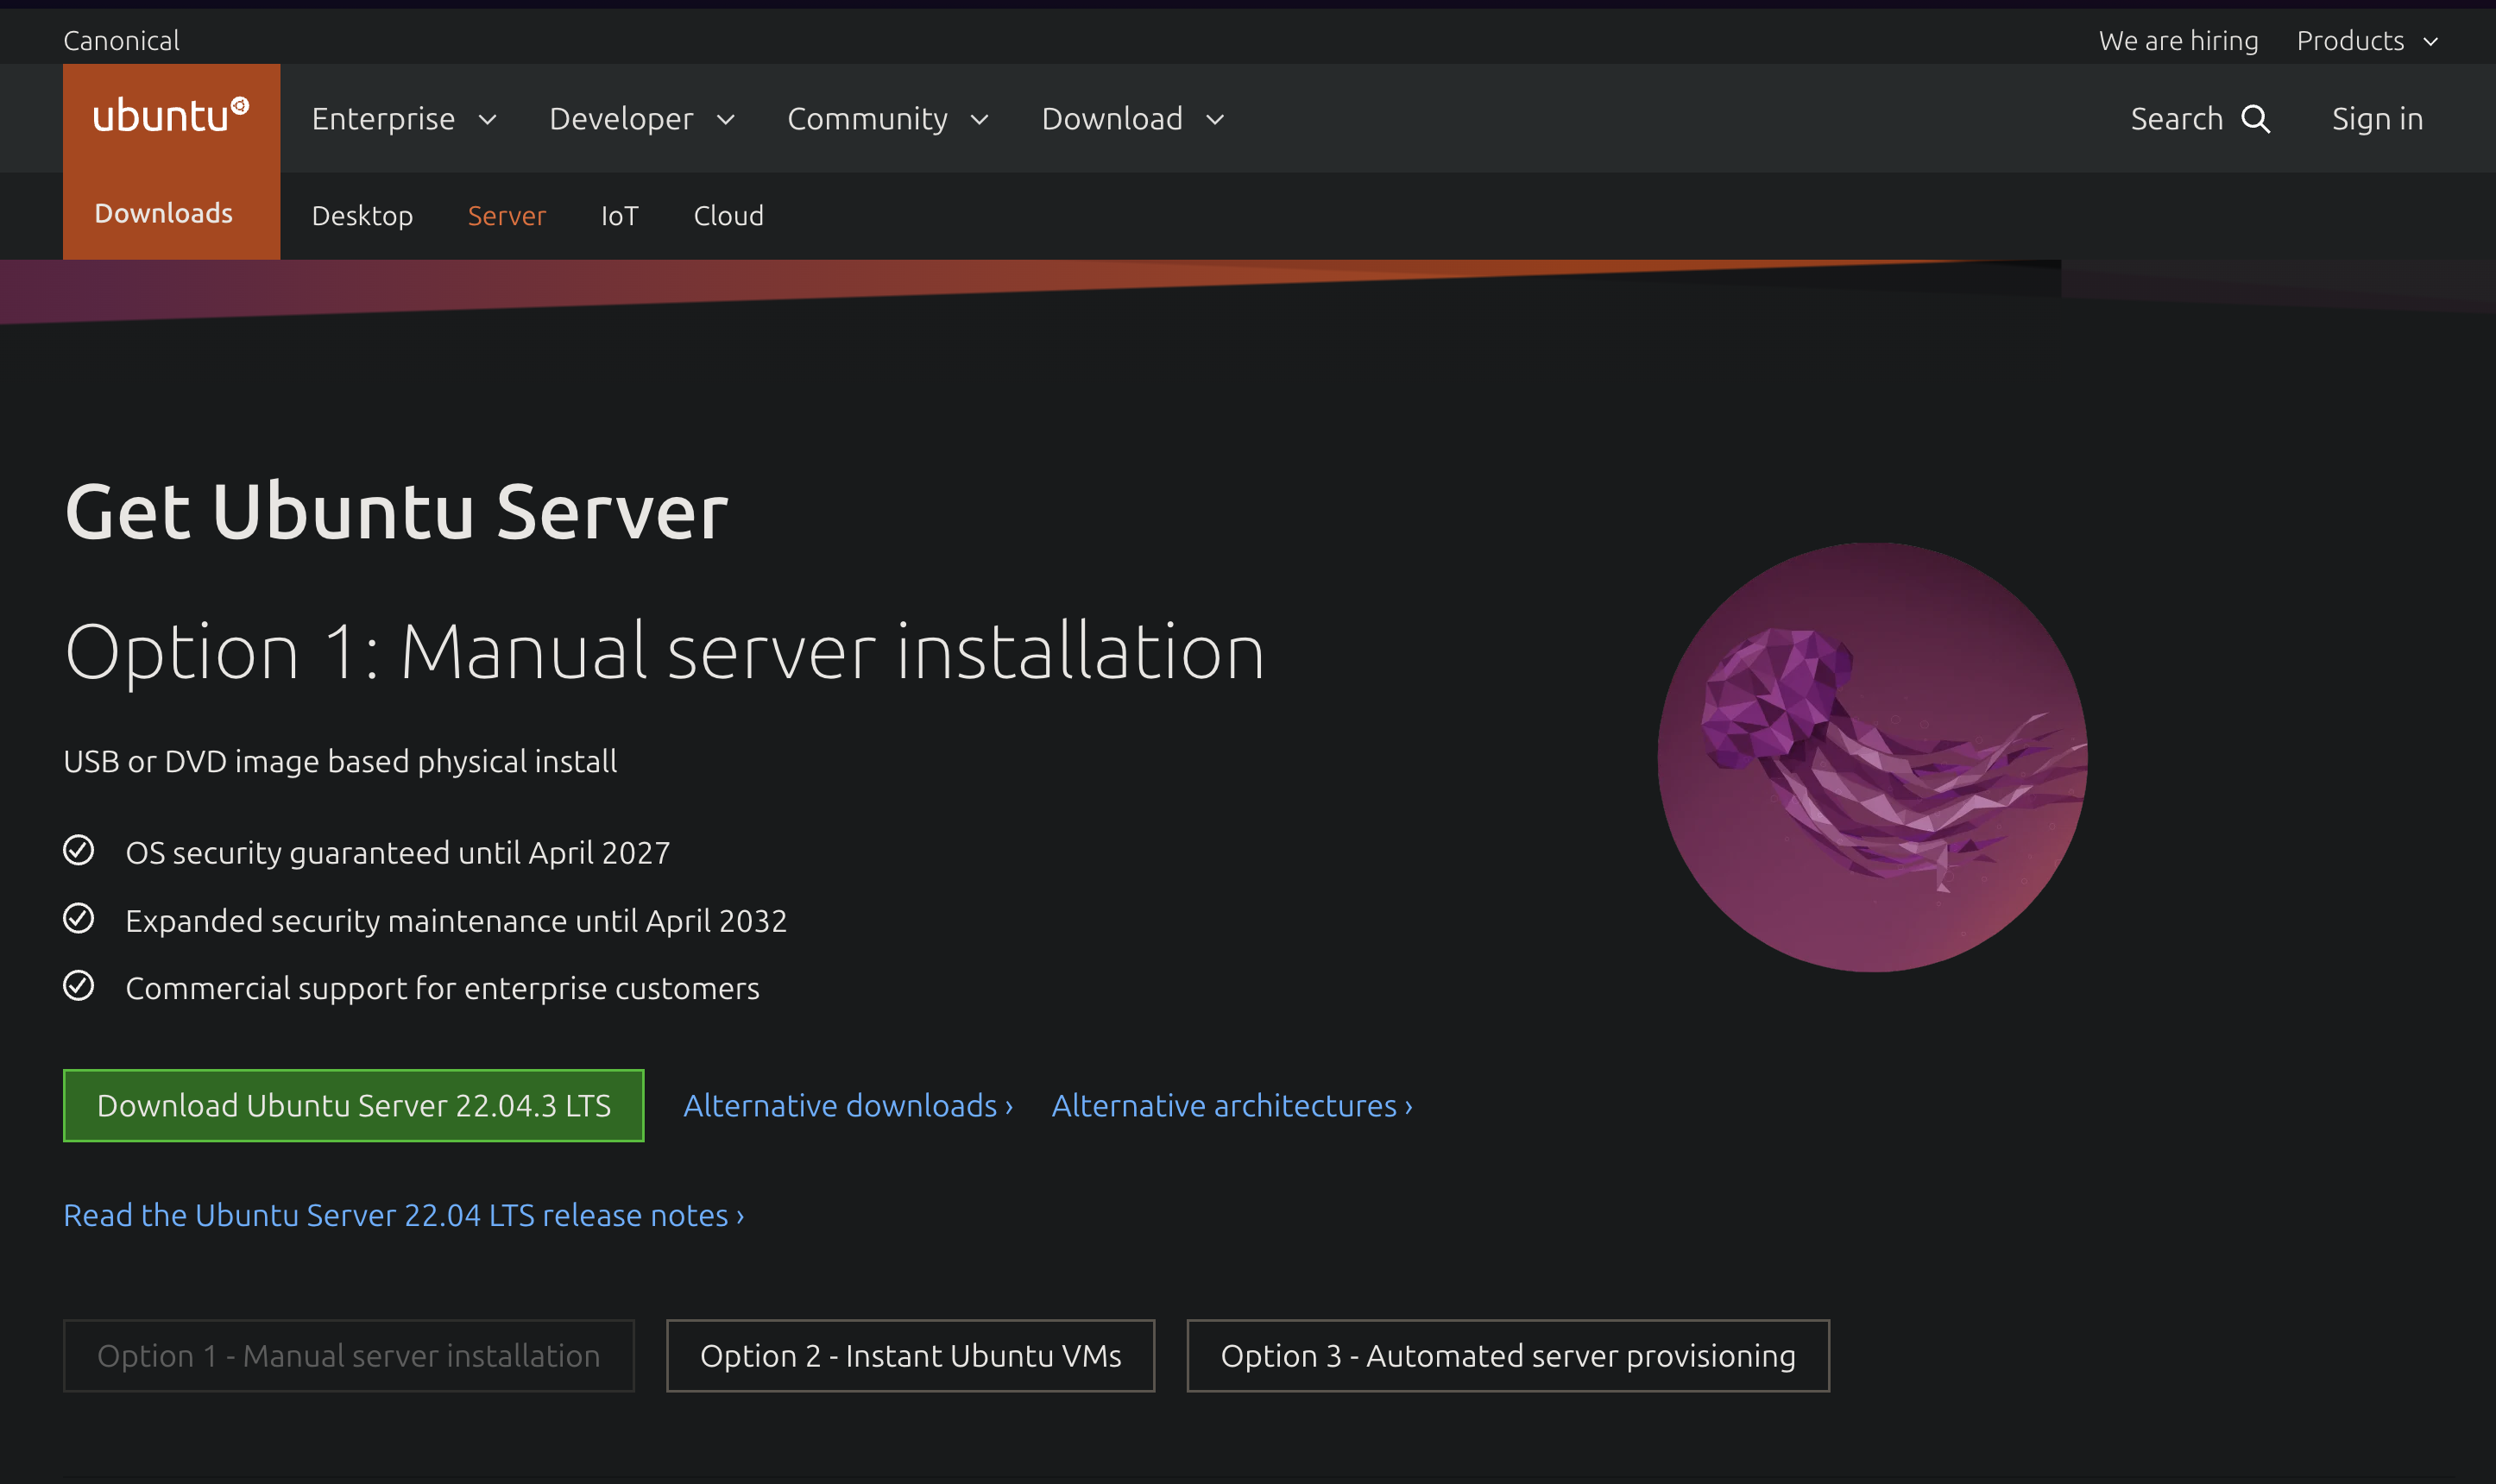 Canonical
We are hiring Products
ubuntu
Enterprise Developer Community Download
Search Sign in
Downloads
Desktop Server IoT Cloud
Get Ubuntu Server
Option 1: Manual server installation
USB or DVD image based physical install
OS security guaranteed until April 2027
Expanded security maintenance until April 2032
Commercial support for enterprise customers
Download Ubuntu Server 22.04.3 LTS
Alternative downloads ›
Alternative architectures ›
Read the Ubuntu Server 22.04 LTS release notes ›
Option 1 - Manual server installation
Option 2 - Instant Ubuntu VMs
Option 3 - Automated server provisioning